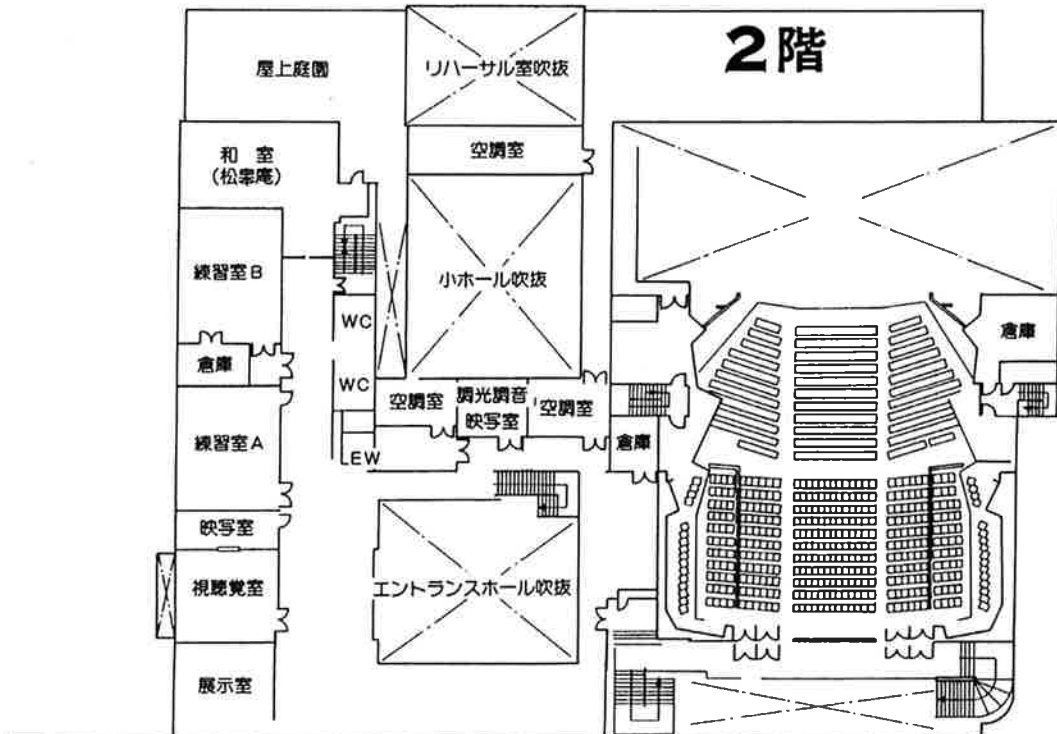 2階
屋上庭園
リハーサル室吹抜
空調室
和室
(松寉庵)
練習室B
小ホール吹抜
WC
倉庫
倉庫
WC
空調室
調光調音
映写室
空調室
練習室A
倉庫
LEW
映写室
視聴覚室
エントランスホール吹抜
展示室